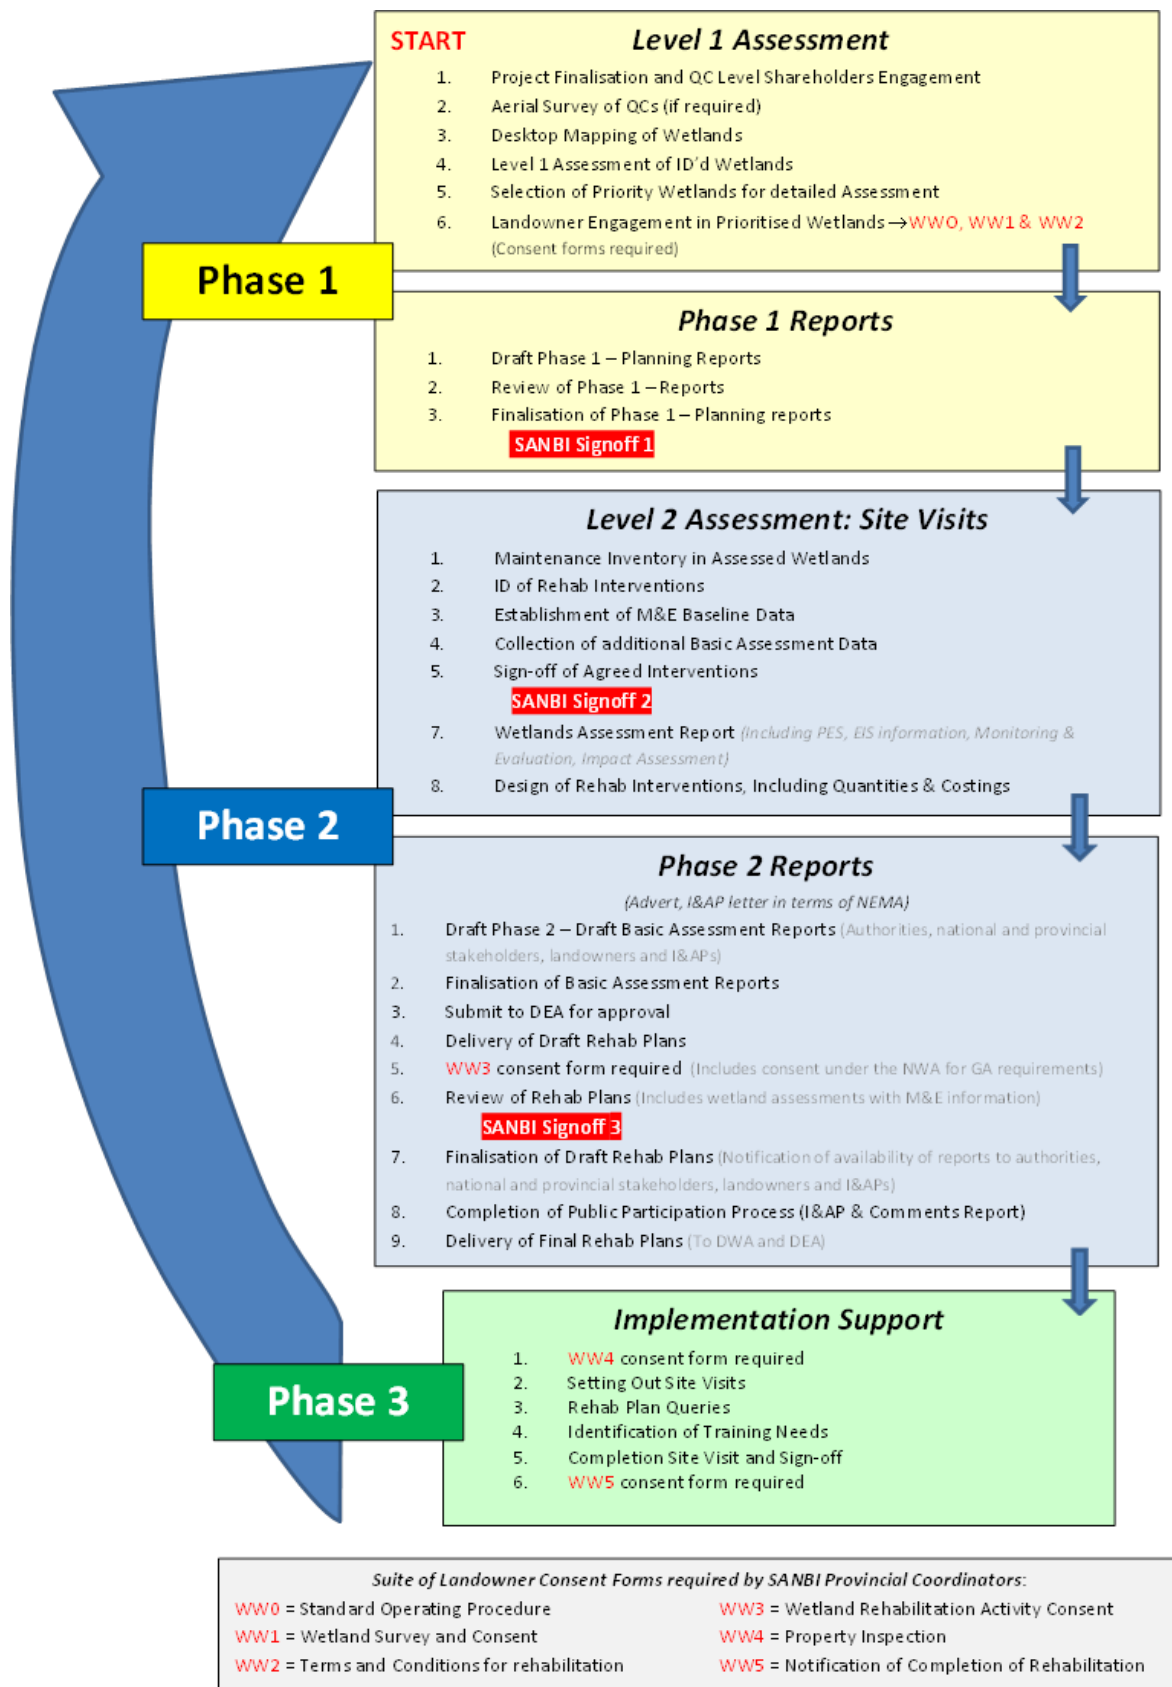 START
Level 1 Assessment
1. Project Finalisation and QC Level Shareholders Engagement
2. Aerial Survey of QCs (if required)
3. Desktop Mapping of Wetlands
4. Level 1 Assessment of ID'd Wetlands
5. Selection of Priority Wetlands for detailed Assessment
6. Landowner Engagement in Prioritised Wetlands →WW0, WW1 & WW2
(Consent forms required)
Phase 1
Phase 1 Reports
1. Draft Phase 1 – Planning Reports
2. Review of Phase 1 – Reports
3. Finalisation of Phase 1 – Planning reports
SANBI Signoff 1
Level 2 Assessment: Site Visits
1. Maintenance Inventory in Assessed Wetlands
2. ID of Rehab Interventions
3. Establishment of M&E Baseline Data
4. Collection of additional Basic Assessment Data
5. Sign-off of Agreed Interventions
SANBI Signoff 2
7. Wetlands Assessment Report (Including PES, EIS information, Monitoring &
Evaluation, Impact Assessment)
8. Design of Rehab Interventions, Including Quantities & Costings
Phase 2
Phase 2 Reports
(Advert, I&AP letter in terms of NEMA)
1. Draft Phase 2 – Draft Basic Assessment Reports (Authorities, national and provincial
stakeholders, landowners and I&APs)
2. Finalisation of Basic Assessment Reports
3. Submit to DEA for approval
4. Delivery of Draft Rehab Plans
5. WW3 consent form required (Includes consent under the NWA for GA requirements)
6. Review of Rehab Plans (Includes wetland assessments with M&E information)
SANBI Signoff 3
7. Finalisation of Draft Rehab Plans (Notification of availability of reports to authorities,
national and provincial stakeholders, landowners and I&APs)
8. Completion of Public Participation Process (I&AP & Comments Report)
9. Delivery of Final Rehab Plans (To DWA and DEA)
Implementation Support
1. WW4 consent form required
2. Setting Out Site Visits
3. Rehab Plan Queries
4. Identification of Training Needs
5. Completion Site Visit and Sign-off
6. WW5 consent form required
Phase 3
Suite of Landowner Consent Forms required by SANBI Provincial Coordinators:
WW0 = Standard Operating Procedure
WW1 = Wetland Survey and Consent
WW2 = Terms and Conditions for rehabilitation
WW3 = Wetland Rehabilitation Activity Consent
WW4 = Property Inspection
WW5 = Notification of Completion of Rehabilitation